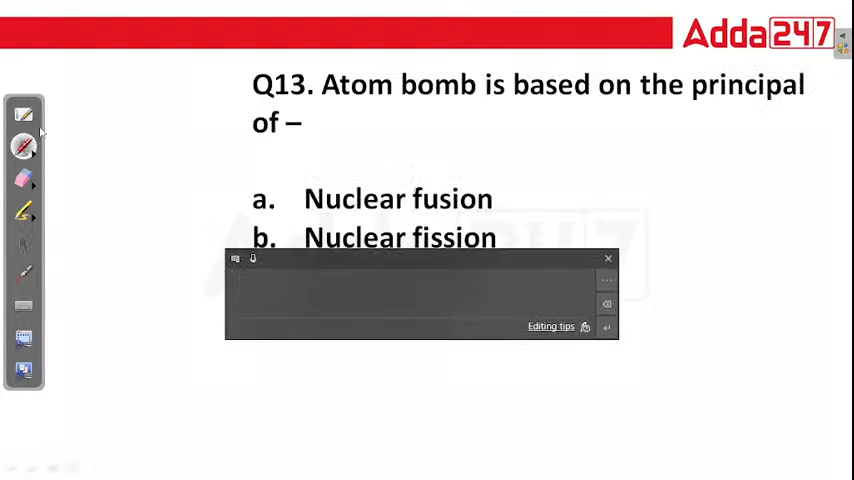 Adda247
Q13. Atom bomb is based on the principal
of –
a. Nuclear fusion
b. Nuclear fission
Editing tips